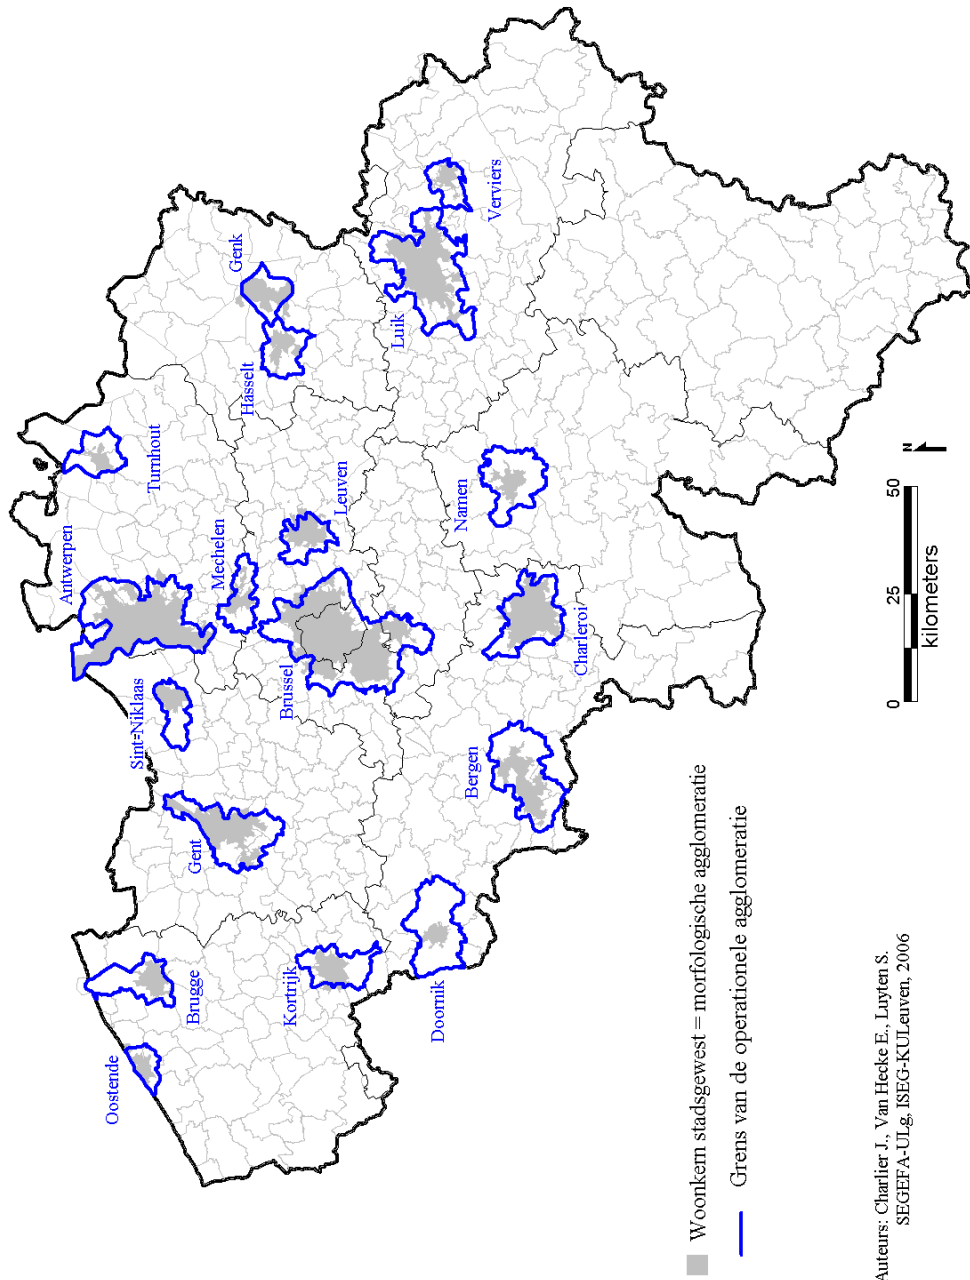 Oostende
Brugge
Gent
Sint-Niklaas
Antwerpen
Turnhout
Mechelen
Leuven
Hasselt
Genk
Brussel
Kortrijk
Doornik
Bergen
Charleroi
Namen
Luik
Verviers
Woonkern stadsgewest = morfologische agglomeratie
Grens van de operationele agglomeratie
0 25 50
kilometers
N
Auteurs: Charlier J., Van Hecke E., Luyten S.
SEGEFA-ULg, ISEG-KULeuven, 2006